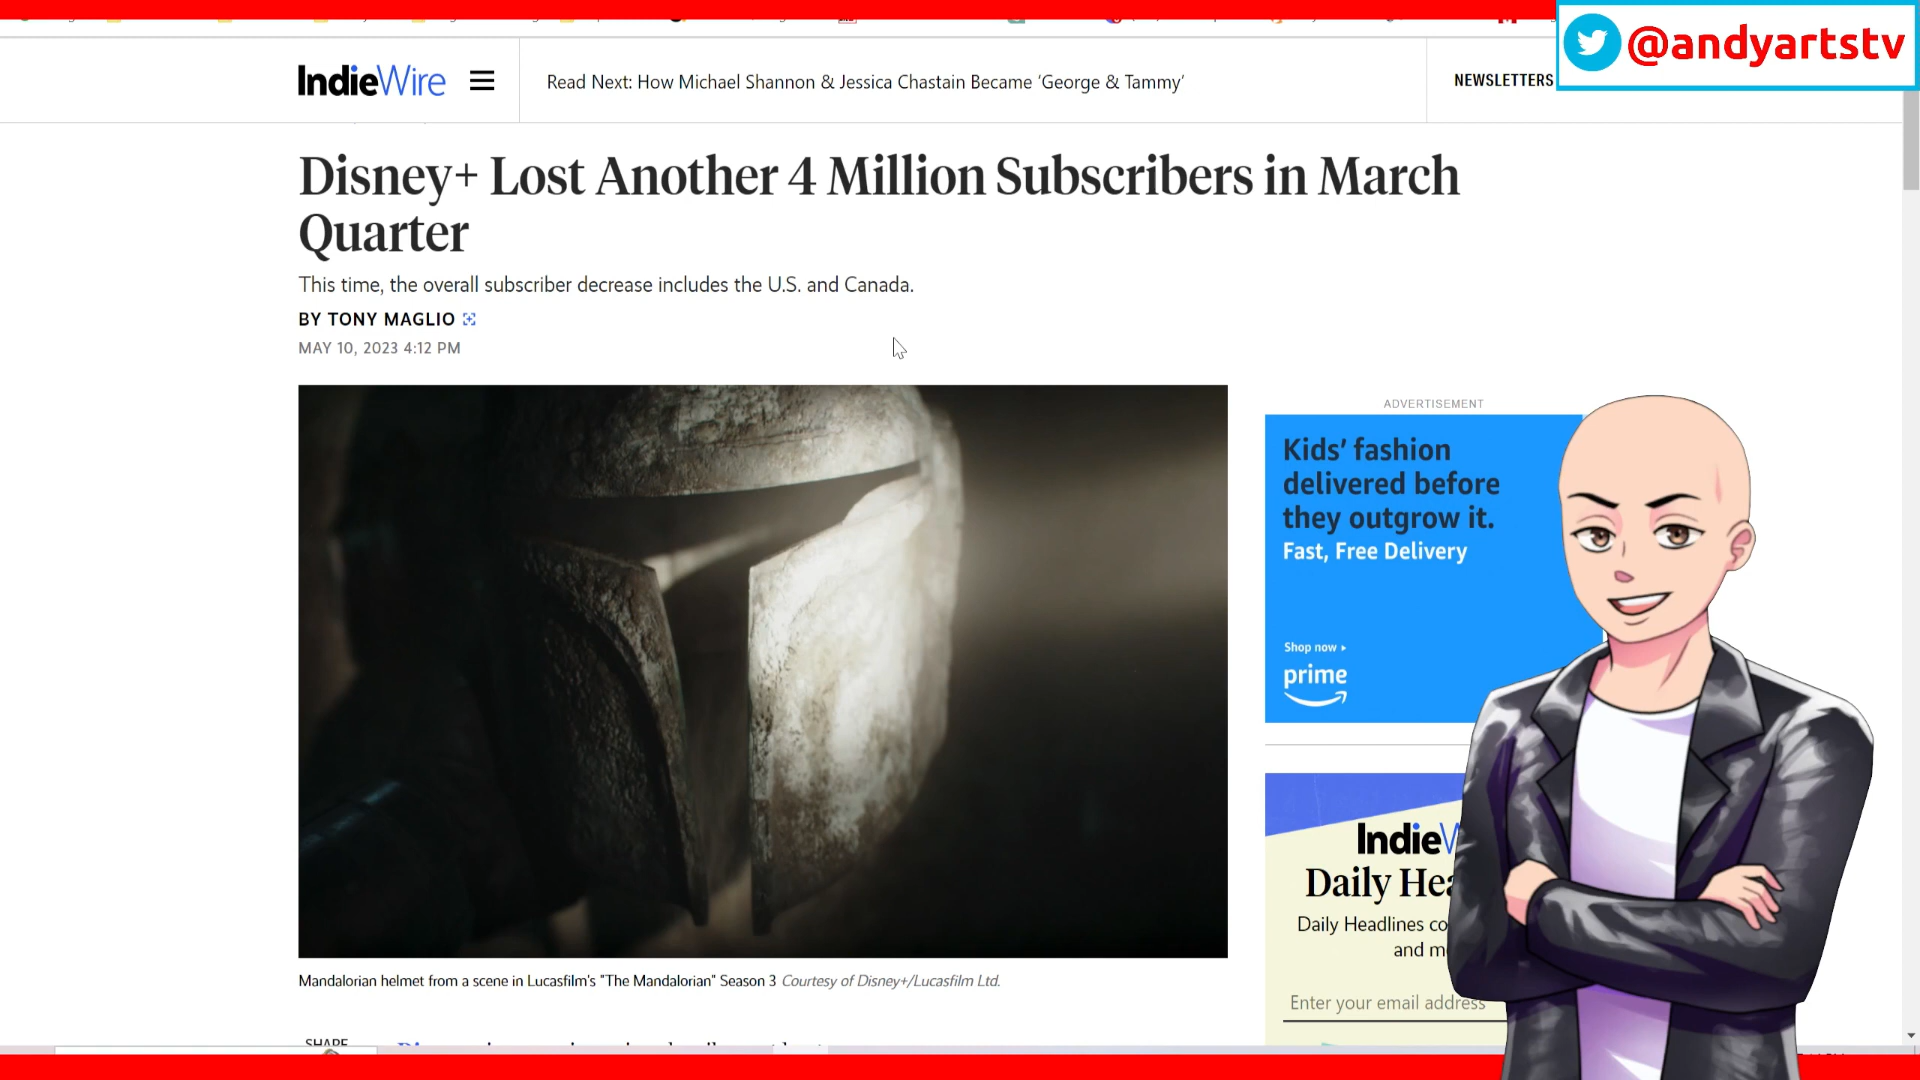 @andyartstv
IndieWire
Read Next: How Michael Shannon & Jessica Chastain Became ‘George & Tammy’
NEWSLETTERS
Disney+ Lost Another 4 Million Subscribers in March
Quarter
This time, the overall subscriber decrease includes the U.S. and Canada.
BY TONY MAGLIO
MAY 10, 2023 4:12 PM
ADVERTISEMENT
Kids’ fashion
delivered before
they outgrow it.
Fast, Free Delivery
Shop now
prime
Daily
Daily Headlines
Enter your email address
Mandalorian helmet from a scene in Lucasfilm's "The Mandalorian" Season 3 Courtesy of Disney+/Lucasfilm Ltd.
SHARE